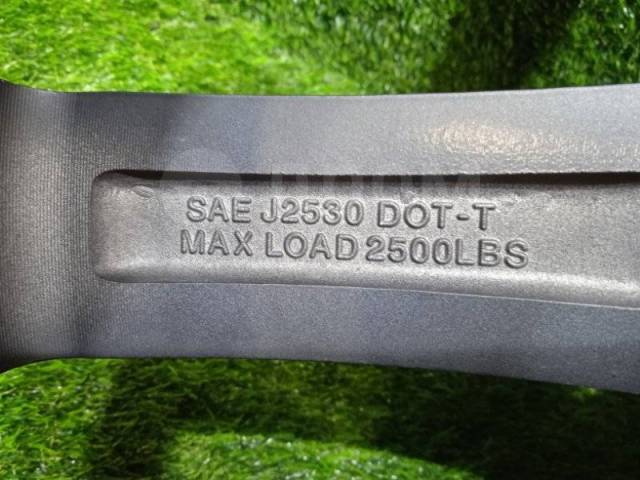 SAE J2530 DOT-T
MAX LOAD 2500LBS